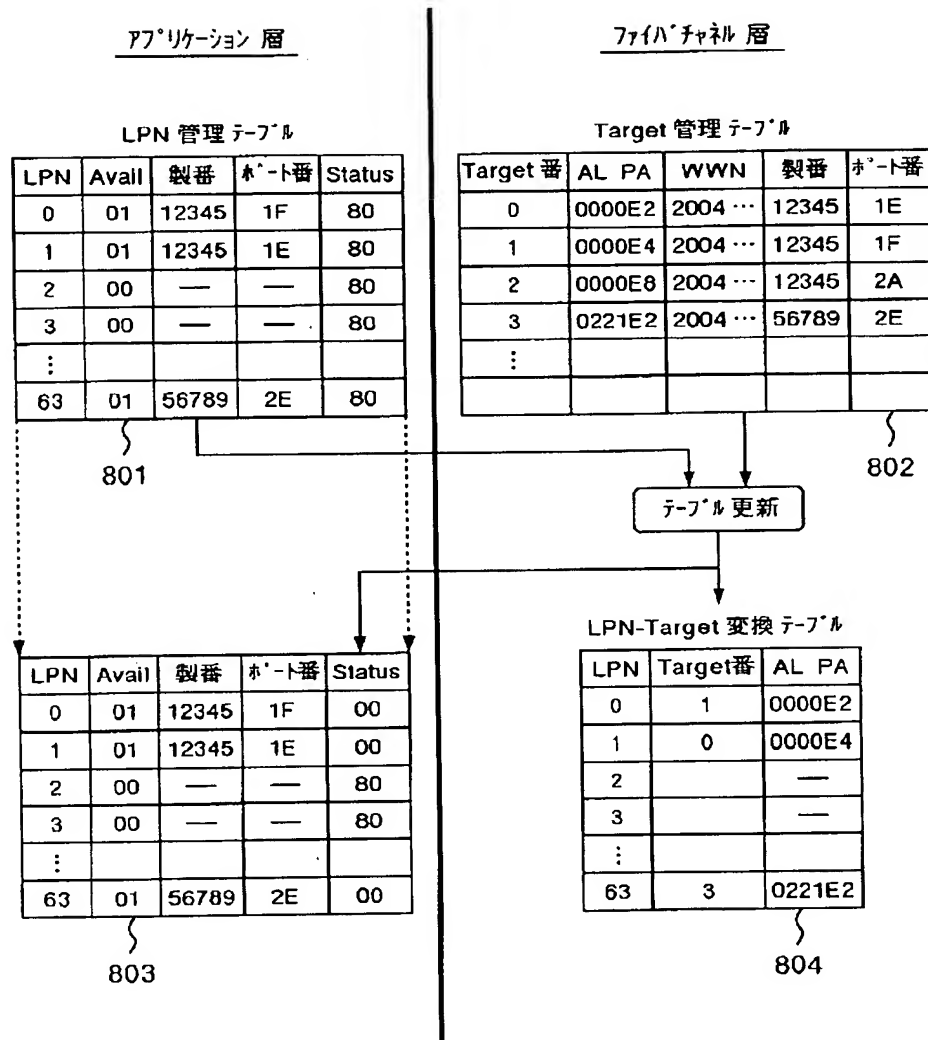 アプリケーション 層
ファイバチャネル 層
LPN 管理 テーブル
LPN Avail 製番 ポート番 Status
0 01 12345 1F 80
1 01 12345 1E 80
2 00 — — 80
3 00 — — 80
⋮
63 01 56789 2E 80
801
Target 管理 テーブル
Target 番 AL PA WWN 製番 ポート番
0 0000E2 2004 … 12345 1E
1 0000E4 2004 … 12345 1F
2 0000E8 2004 … 12345 2A
3 0221E2 2004 … 56789 2E
⋮
802
テーブル 更新
LPN Avail 製番 ポート番 Status
0 01 12345 1F 00
1 01 12345 1E 00
2 00 — — 80
3 00 — — 80
⋮
63 01 56789 2E 00
803
LPN-Target 変換 テーブル
LPN Target番 AL PA
0 1 0000E2
1 0 0000E4
2 —
3 —
⋮
63 3 0221E2
804